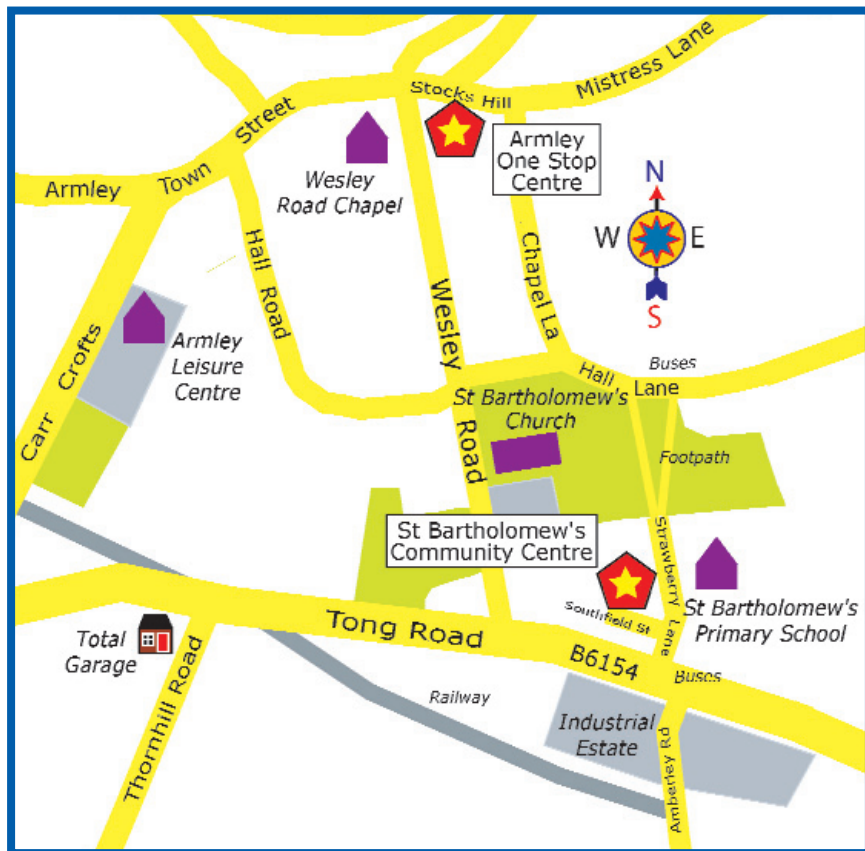 Mistress Lane
Stocks Hill
Armley Town Street
Armley
One Stop
Centre
Wesley
Road Chapel
N
W E
S
Hall Road
Wesley Road
Chapel La
Carr Crofts
Armley
Leisure
Centre
Buses
Hall Lane
St Bartholomew's
Church
Footpath
St Bartholomew's
Community Centre
Strawberry Lane
Southfield St
St Bartholomew's
Primary School
Total
Garage
Tong Road
B6154
Buses
Thornhill Road
Railway
Industrial
Estate
Amberley Rd